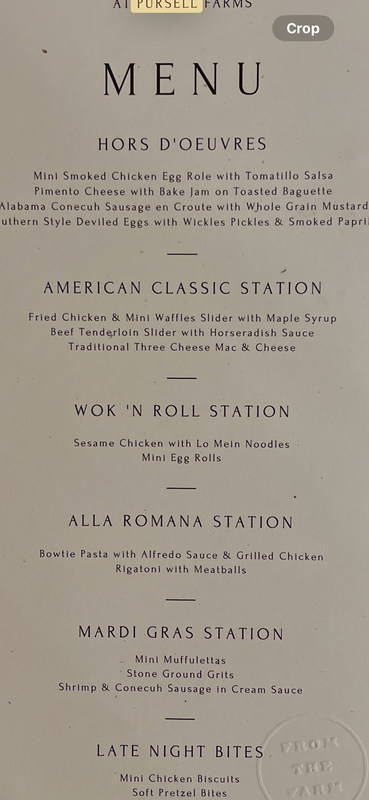 AT PURSELL FARMS
Crop
MENU
HORS D'OEUVRES
Mini Smoked Chicken Egg Role with Tomatillo Salsa
Pimento Cheese with Bake Jam on Toasted Baguette
Alabama Conecuh Sausage en Croute with Whole Grain Mustard
uthern Style Deviled Eggs with Wickles Pickles & Smoked Papri
AMERICAN CLASSIC STATION
Fried Chicken & Mini Waffles Slider with Maple Syrup
Beef Tenderloin Slider with Horseradish Sauce
Traditional Three Cheese Mac & Cheese
WOK 'N ROLL STATION
Sesame Chicken with Lo Mein Noodles
Mini Egg Rolls
ALLA ROMANA STATION
Bowtie Pasta with Alfredo Sauce & Grilled Chicken
Rigatoni with Meatballs
MARDI GRAS STATION
Mini Muffulettas
Stone Ground Grits
Shrimp & Conecuh Sausage in Cream Sauce
LATE NIGHT BITES
Mini Chicken Biscuits
Soft Pretzel Bites
FROM
THE
FARM